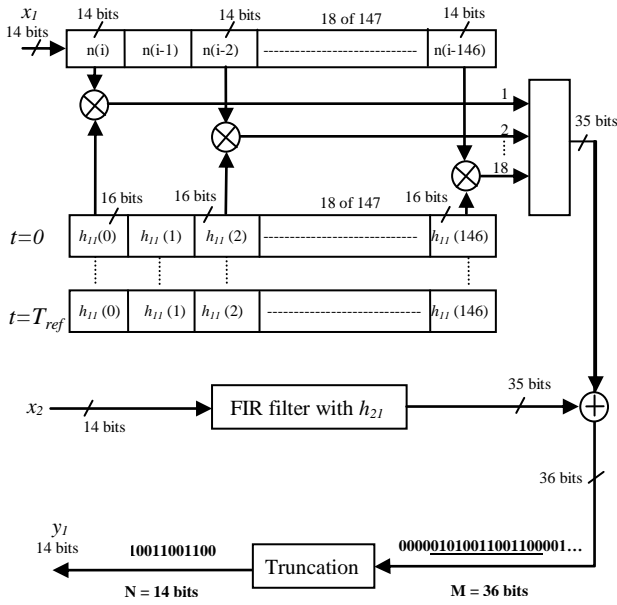 x1
14 bits
14 bits
14 bits
18 of 147
14 bits
n(i) n(i-1) n(i-2) n(i-146)
1
2
18
35 bits
16 bits
16 bits
18 of 147
16 bits
t=0
h11(0) h11(1) h11(2) h11(146)
t=Tref
h11(0) h11(1) h11(2) h11(146)
x2
14 bits
FIR filter with h21
35 bits
36 bits
y1
14 bits
10011001100
Truncation
000001010011001100001…
N = 14 bits
M = 36 bits